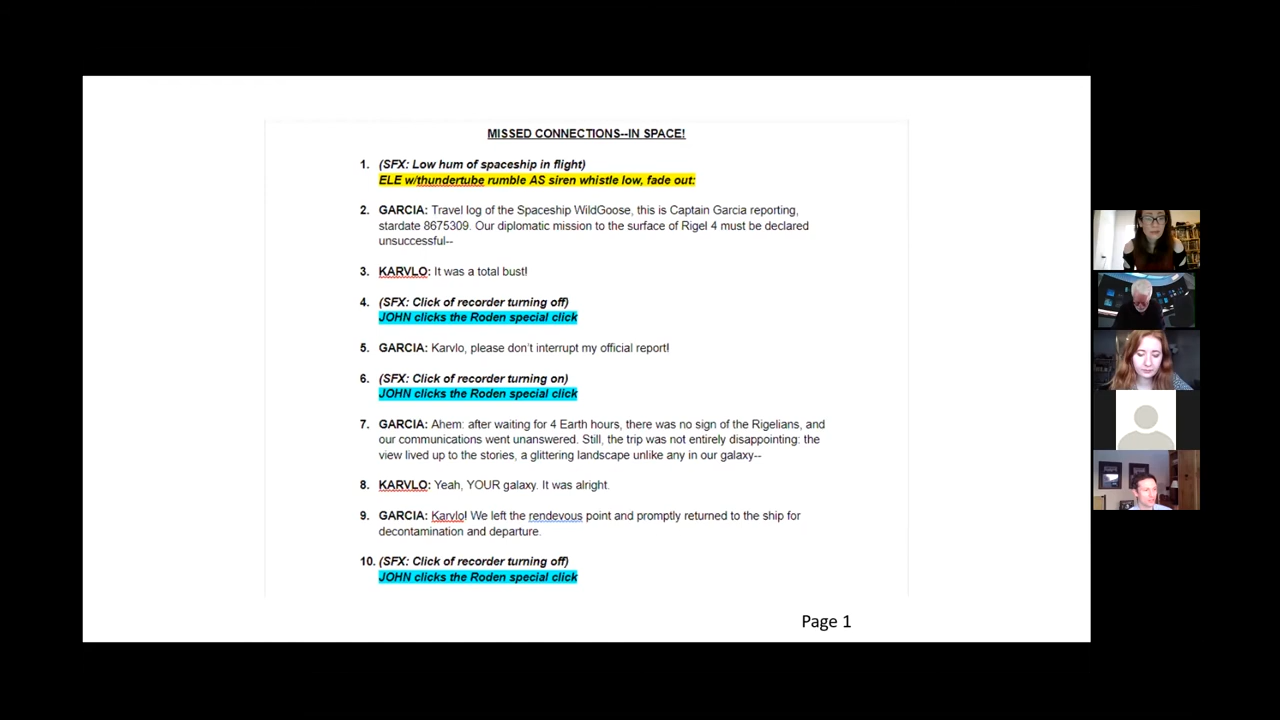 MISSED CONNECTIONS--IN SPACE!
1. (SFX: Low hum of spaceship in flight)
ELE w/thundertube rumble AS siren whistle low, fade out:
2. GARCIA: Travel log of the Spaceship WildGoose, this is Captain Garcia reporting,
stardate 8675309. Our diplomatic mission to the surface of Rigel 4 must be declared
unsuccessful--
3. KARVLO: It was a total bust!
4. (SFX: Click of recorder turning off)
JOHN clicks the Roden special click
5. GARCIA: Karvlo, please don't interrupt my official report!
6. (SFX: Click of recorder turning on)
JOHN clicks the Roden special click
7. GARCIA: Ahem: after waiting for 4 Earth hours, there was no sign of the Rigelians, and
our communications went unanswered. Still, the trip was not entirely disappointing: the
view lived up to the stories, a glittering landscape unlike any in our galaxy--
8. KARVLO: Yeah, YOUR galaxy. It was alright.
9. GARCIA: Karvlo! We left the rendevous point and promptly returned to the ship for
decontamination and departure.
10. (SFX: Click of recorder turning off)
JOHN clicks the Roden special click
Page 1